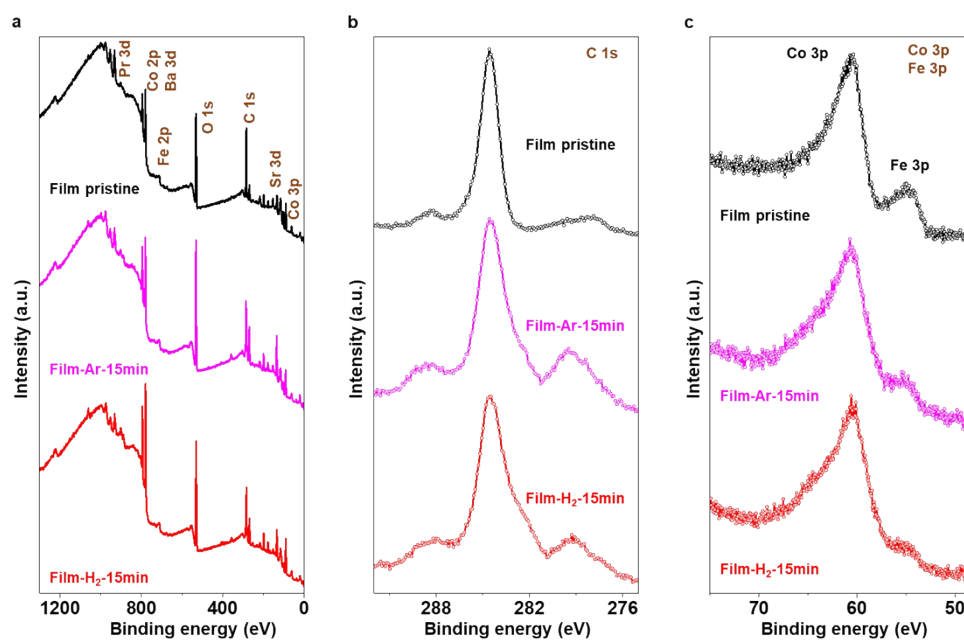 a
Intensity (a.u.)
Pr 3d
Co 2p
Ba 3d
Fe 2p
O 1s
C 1s
Sr 3d
Co 3p
Film pristine
Film-Ar-15min
Film-H₂-15min
1200 800 400 0
Binding energy (eV)
b
Intensity (a.u.)
C 1s
Film pristine
Film-Ar-15min
Film-H₂-15min
288 282 276
Binding energy (eV)
c
Intensity (a.u.)
Co 3p
Co 3p
Fe 3p
Fe 3p
Film pristine
Film-Ar-15min
Film-H₂-15min
70 60 50
Binding energy (eV)